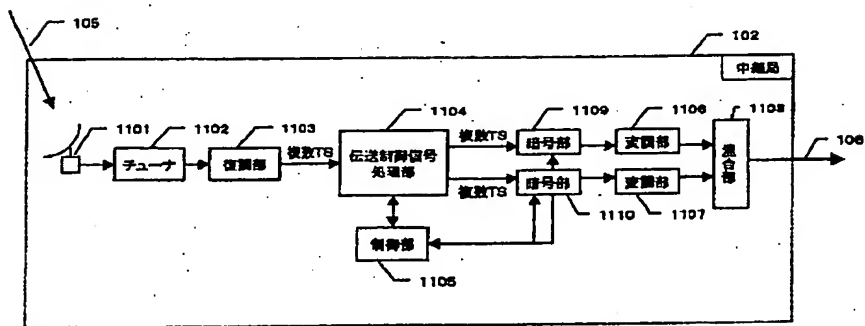 105
102
中継局
1104
1109
1106
1108
1101
1102
1103
複数TS
暗号部
変調部
チューナ
復調部
複数TS
伝送制御信号
処理部
混合部
106
複数TS
暗号部
変調部
1110
1107
制御部
1105